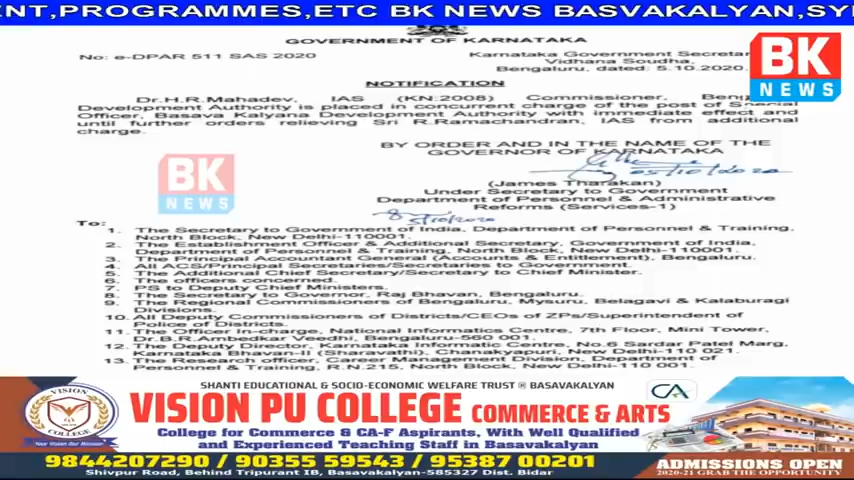 NT,PROGRAMMES,ETC BK NEWS BASVAKALYAN,SY
GOVERNMENT OF KARNATAKA
No: e-DPAR 511 SAS 2020
Karnataka Government Secretar
Vidhana Soudha,
Bengaluru, dated: 5.10.2020.
BK
NEWS
NOTIFICATION
Dr.H.R.Mahadev, IAS (KN:2008) Commissioner,
Development Authority is placed in concurrent charge of the post of Special
Officer, Basava Kalyana Development Authority with immediate effect and
until further orders relieving Sri R.Ramachandran, IAS from additional
charge.
BY ORDER AND IN THE NAME OF THE
GOVERNOR OF KARNATAKA
05/10/2020
BK
NEWS
(James Tharakan)
Under Secretary to Government
Department of Personnel & Administrative
Reforms (Services-1)
5/10/2020
To:
1. The Secretary to Government of India, Department of Personnel & Training,
North Block, New Delhi-110001.
2. The Establishment Officer & Additional Secretary, Government of India,
Department of Personnel & Training, North Block, New Delhi-110001.
3. The Principal Accountant General (Accounts & Entitlement), Bengaluru.
4. All ACS/Principal Secretaries/Secretaries to Government.
5. The Additional Chief Secretary/Secretary to Chief Minister.
6. The officers concerned.
7. PS to Deputy Chief Ministers.
8. The Secretary to Governor, Raj Bhavan, Bengaluru.
9. The Regional Commissioners of Bengaluru, Mysuru, Belagavi & Kalaburagi
Divisions.
10. All Deputy Commissioners of Districts/CEOs of ZPs/Superintendent of
Police of Districts.
11. The Officer In-charge, National Informatics Centre, 7th Floor, Mini Tower,
Dr.B.R.Ambedkar Veedhi, Bengaluru-560 001.
12. The Deputy Director, Karnataka Informatic Centre, No.6 Sardar Patel Marg,
Karnataka Bhavan-II (Sharavathi), Chanakyapuri, New Delhi-110 021.
13. The Research officer, Career Management Division, Department of
Personnel & Training, R.N.215, North Block, New Delhi-110 001.
SHANTI EDUCATIONAL & SOCIO-ECONOMIC WELFARE TRUST ® BASAVAKALYAN
VISION
COLLEGE
Your Vision Our Mission
VISION PU COLLEGE COMMERCE & ARTS
CA
College for Commerce & CA-F Aspirants, With Well Qualified
and Experienced Teaching Staff in Basavakalyan
9844207290 / 90355 59543 / 95387 00201
Shivpur Road, Behind Tripurant IB, Basavakalyan-585327 Dist. Bidar
ADMISSIONS OPEN
2020-21 GRAB THE OPPORTUNITY